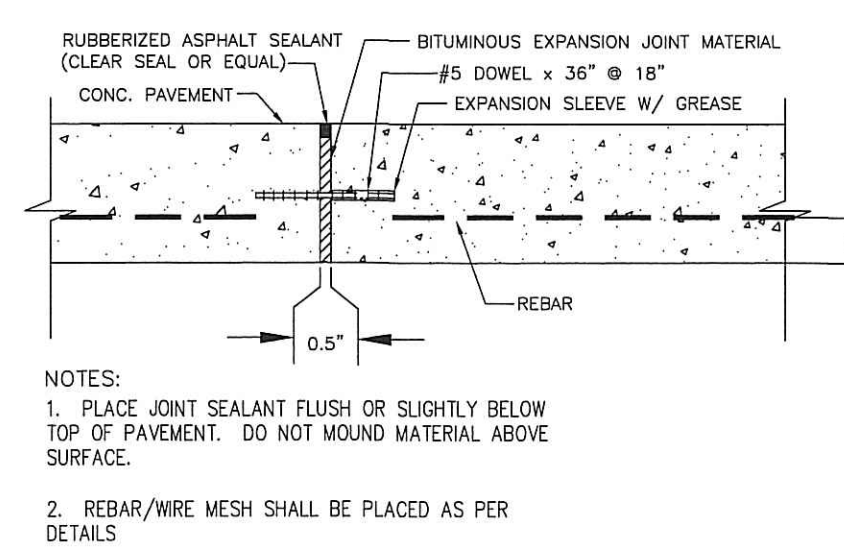 RUBBERIZED ASPHALT SEALANT
(CLEAR SEAL OR EQUAL)
CONC. PAVEMENT
BITUMINOUS EXPANSION JOINT MATERIAL
#5 DOWEL x 36" @ 18"
EXPANSION SLEEVE W/ GREASE
REBAR
0.5"
NOTES:
1. PLACE JOINT SEALANT FLUSH OR SLIGHTLY BELOW
TOP OF PAVEMENT. DO NOT MOUND MATERIAL ABOVE
SURFACE.
2. REBAR/WIRE MESH SHALL BE PLACED AS PER
DETAILS